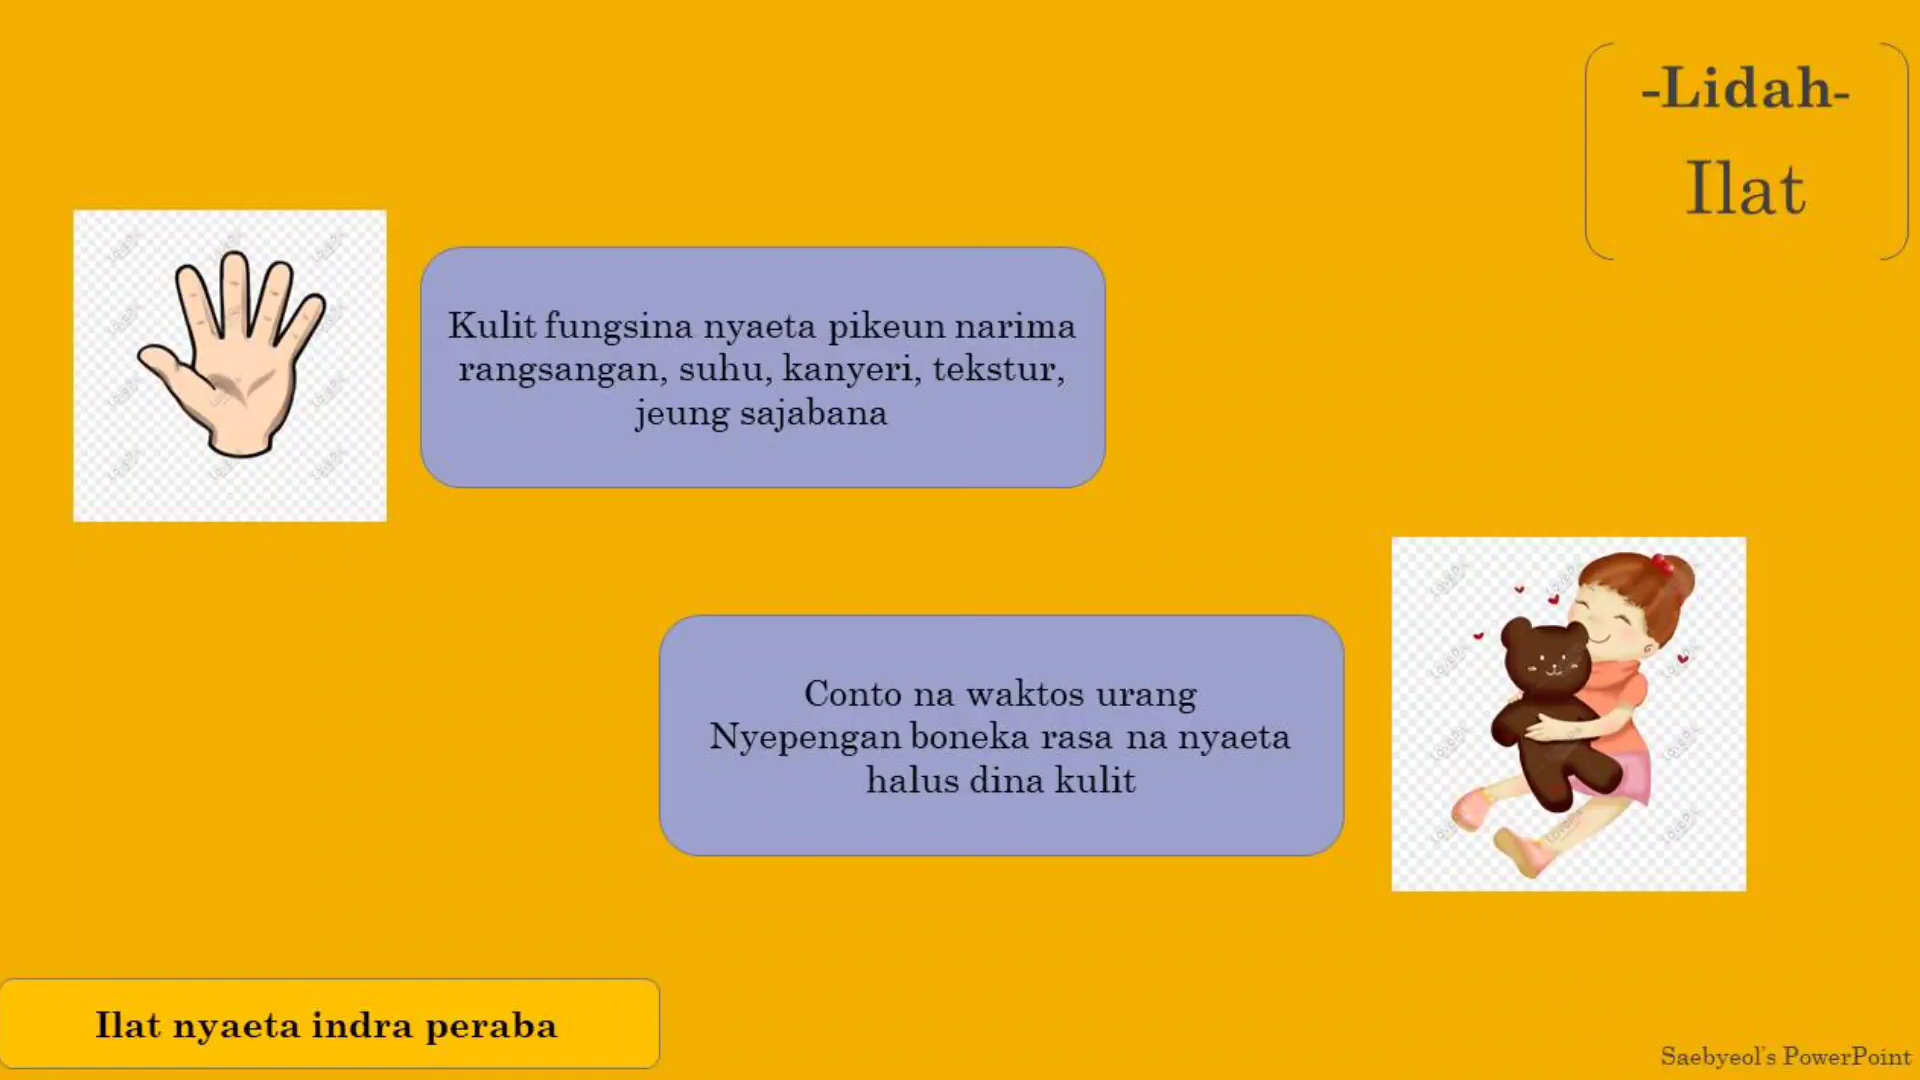 -Lidah-
Ilat
Kulit fungsina nyaeta pikeun narima
rangsangan, suhu, kanyeri, tekstur,
jeung sajabana
Conto na waktos urang
Nyepengan boneka rasa na nyaeta
halus dina kulit
Ilat nyaeta indra peraba
Saebyeol's PowerPoint